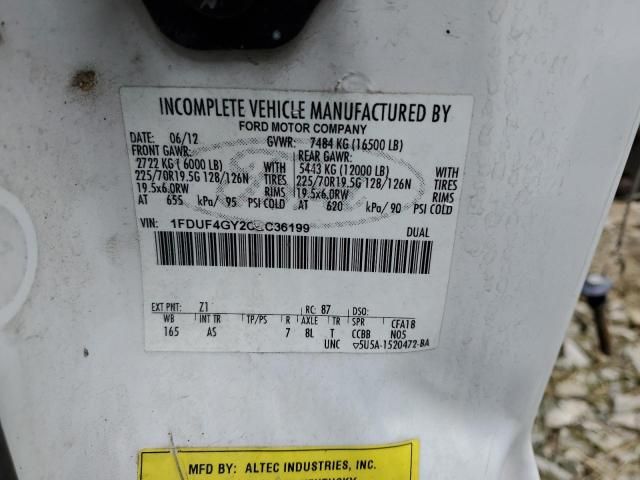 INCOMPLETE VEHICLE MANUFACTURED BY
FORD MOTOR COMPANY
DATE: 06/12 GVWR: 7484 KG (16500 LB)
FRONT GAWR: REAR GAWR:
2722 KG (6000 LB) WITH 5443 KG (12000 LB) WITH
225/70R19.5G 128/126N TIRES 225/70R19.5G 128/126N TIRES
19.5x6.0RW RIMS 19.5x6.0RW RIMS
AT 655 kPa/ 95 PSI COLD AT 620 kPa/ 90 PSI COLD
VIN: DUAL
EXT PNT: Z1 RC: 87 DSO:
WB INT TR TP/PS R AXLE TR SPR CFA18
165 AS 7 8L T CCBB N05
UNC ▽5U5A-1520472-BA
MFD BY: ALTEC INDUSTRIES, INC.